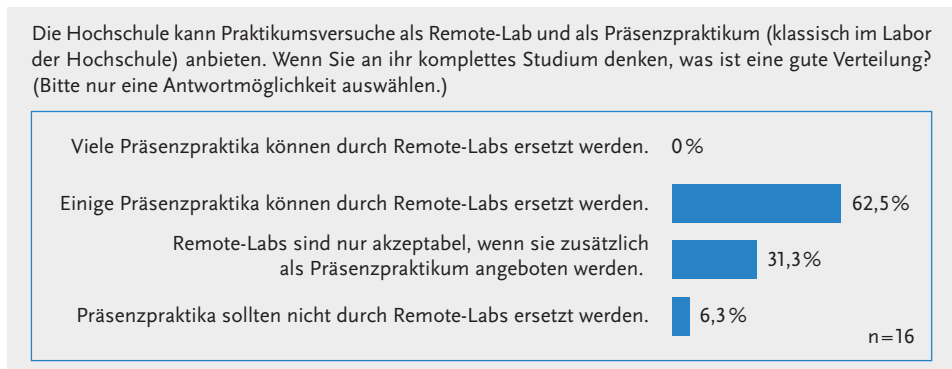 Die Hochschule kann Praktikumsversuche als Remote-Lab und als Präsenzpraktikum (klassisch im Labor
der Hochschule) anbieten. Wenn Sie an ihr komplettes Studium denken, was ist eine gute Verteilung?
(Bitte nur eine Antwortmöglichkeit auswählen.)
Viele Präsenzpraktika können durch Remote-Labs ersetzt werden. 0 %
Einige Präsenzpraktika können durch Remote-Labs ersetzt werden. 62,5 %
Remote-Labs sind nur akzeptabel, wenn sie zusätzlich
als Präsenzpraktikum angeboten werden. 31,3 %
Präsenzpraktika sollten nicht durch Remote-Labs ersetzt werden. 6,3 %
n=16